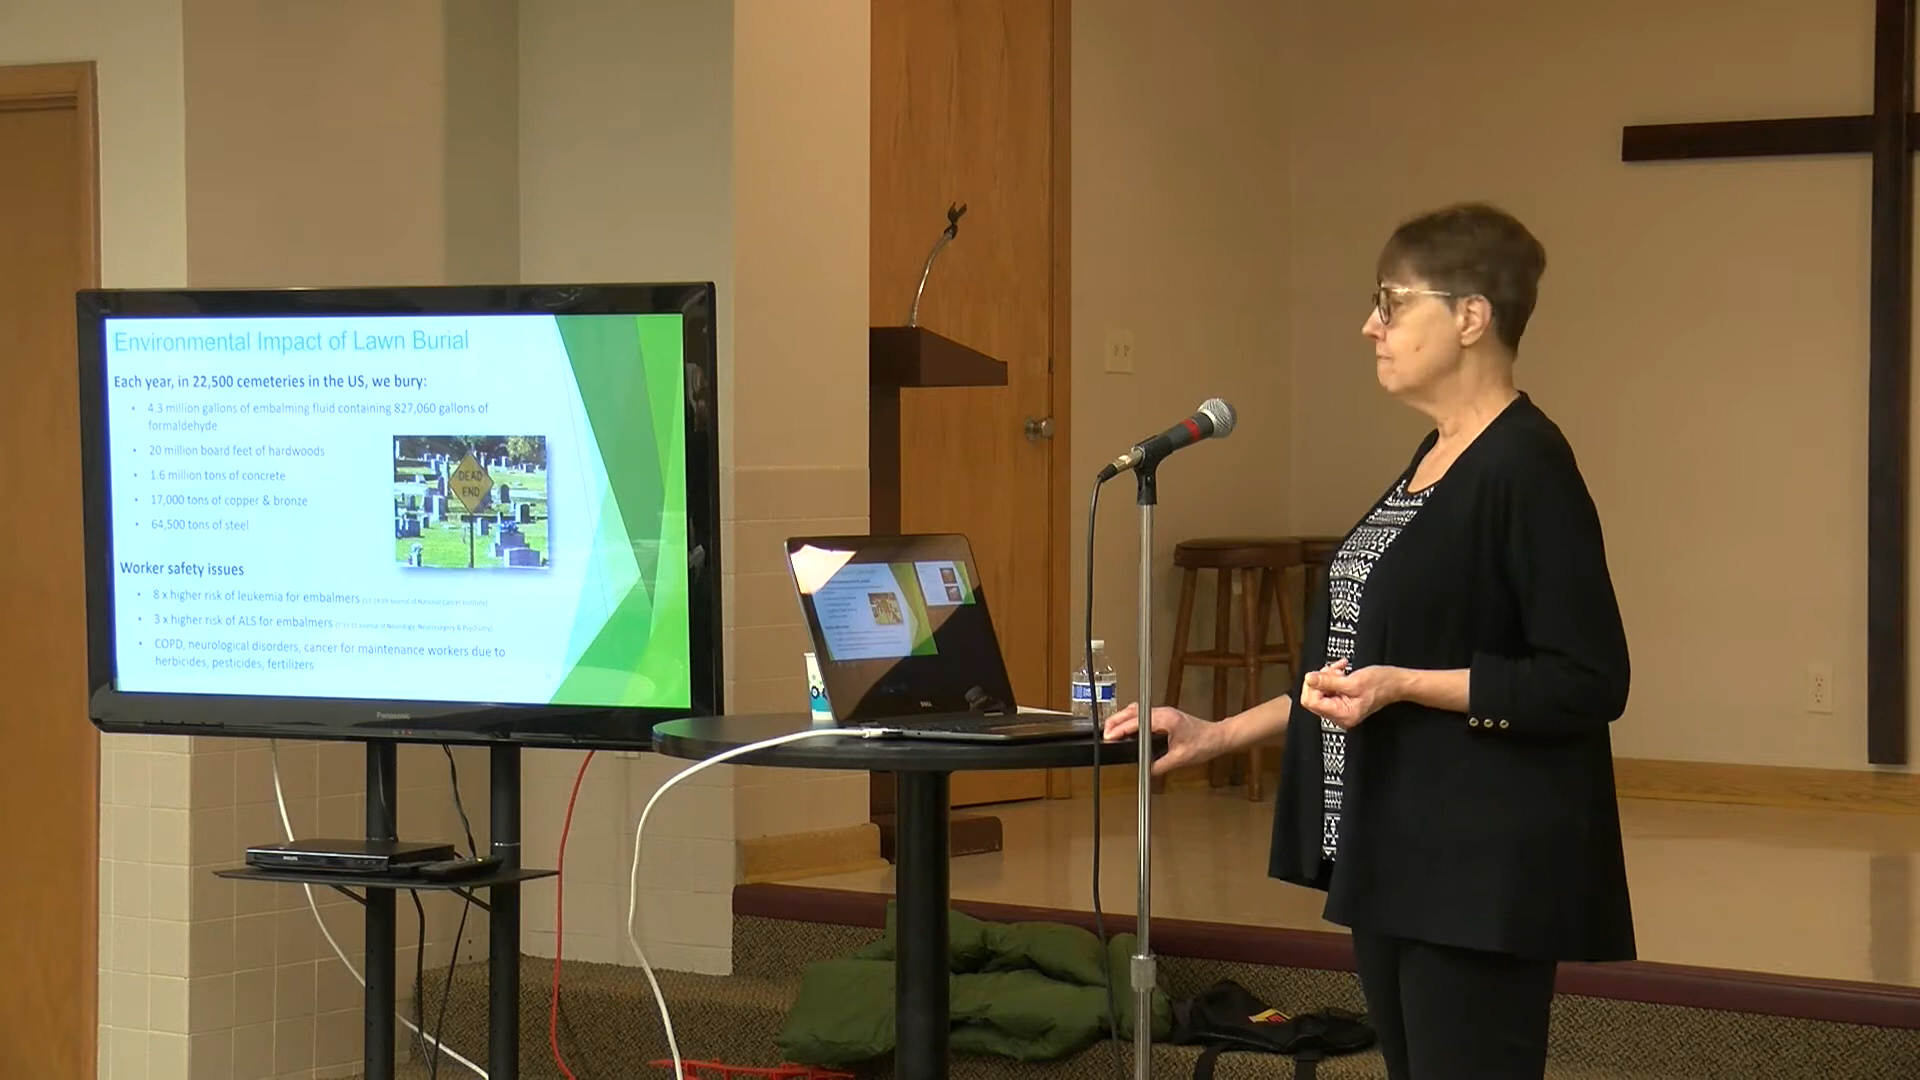 Environmental Impact of Lawn Burial
Each year, in 22,500 cemeteries in the US, we bury:
• 4.3 million gallons of embalming fluid containing 827,060 gallons of
formaldehyde
• 20 million board feet of hardwoods
• 1.6 million tons of concrete
• 17,000 tons of copper & bronze
• 64,500 tons of steel
DEAD
END
Worker safety issues
• 8 x higher risk of leukemia for embalmers
• 3 x higher risk of ALS for embalmers
• COPD, neurological disorders, cancer for maintenance workers due to
herbicides, pesticides, fertilizers
Panasonic
DELL
PHILIPS